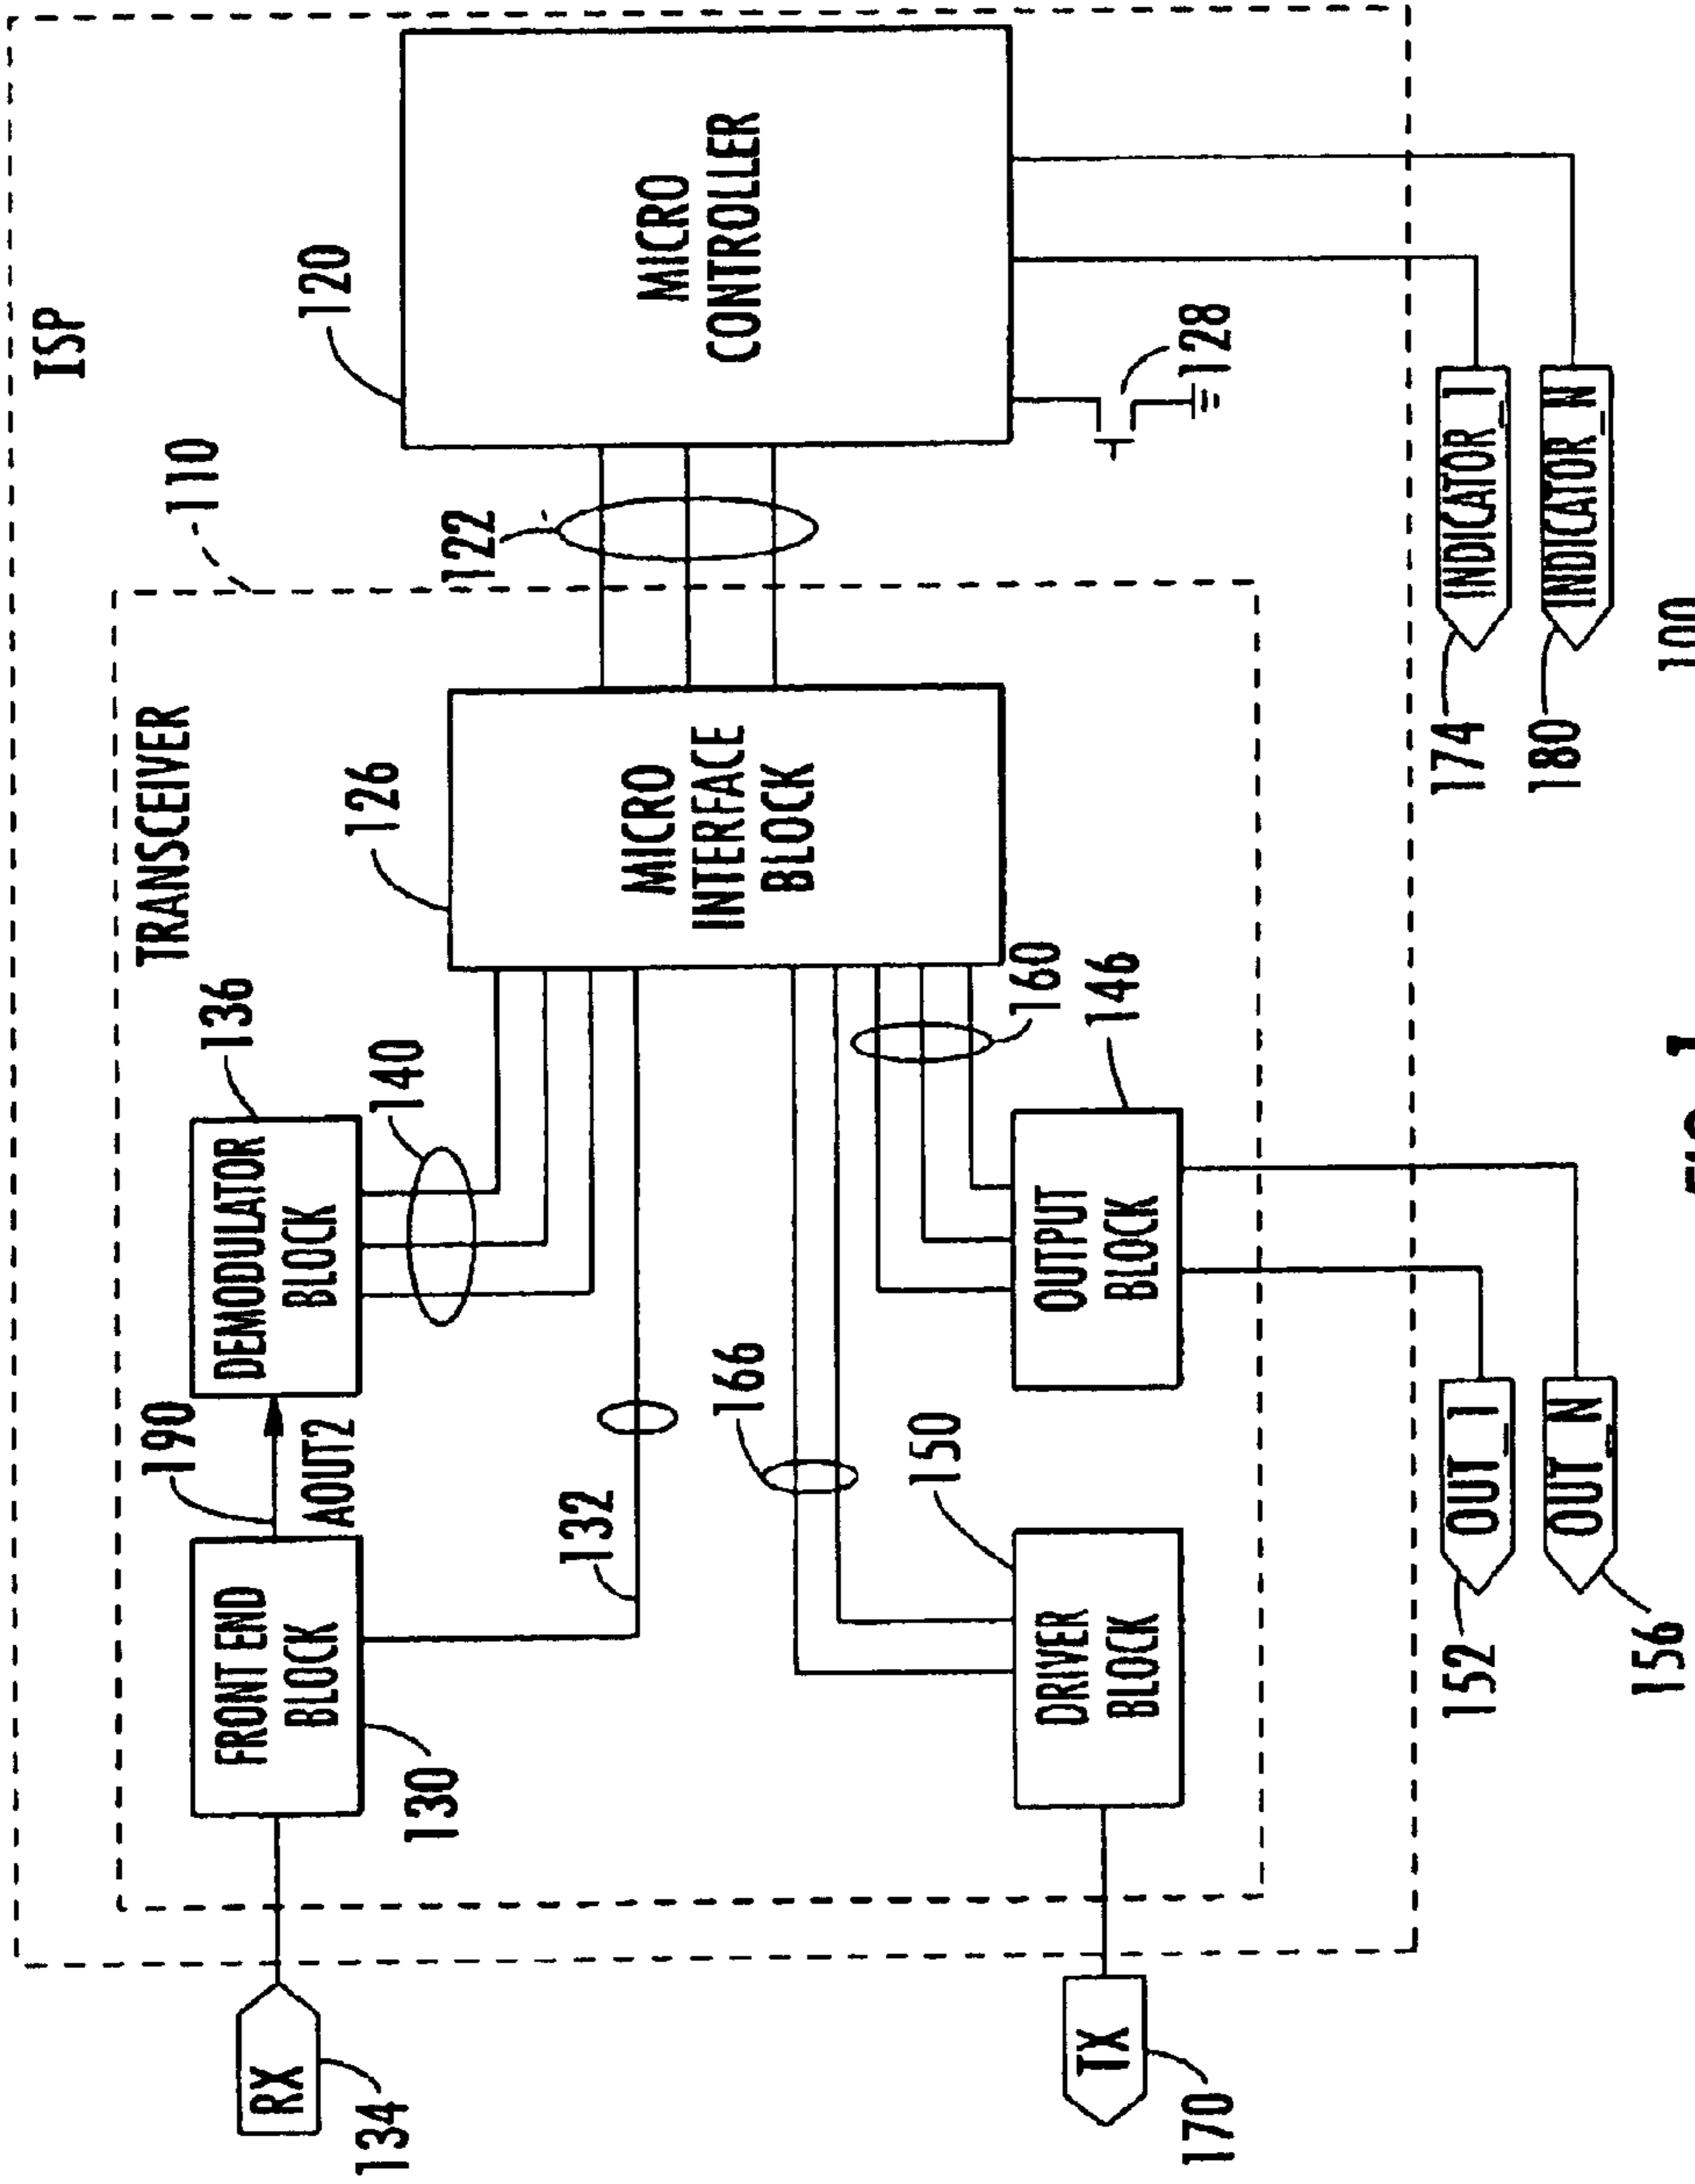 ISP
110
120
TRANSCEIVER
190
136
FRONT END
BLOCK
AOUT2
DEMODULATOR
BLOCK
RX
134
130
140
126
122
132
MICRO
INTERFACE
BLOCK
MICRO
CONTROLLER
166
150
160
146
128
DRIVER
BLOCK
OUTPUT
BLOCK
TX
170
152
OUT_1
174
INDICATOR_1
156
OUT_N
180
INDICATOR_N
100